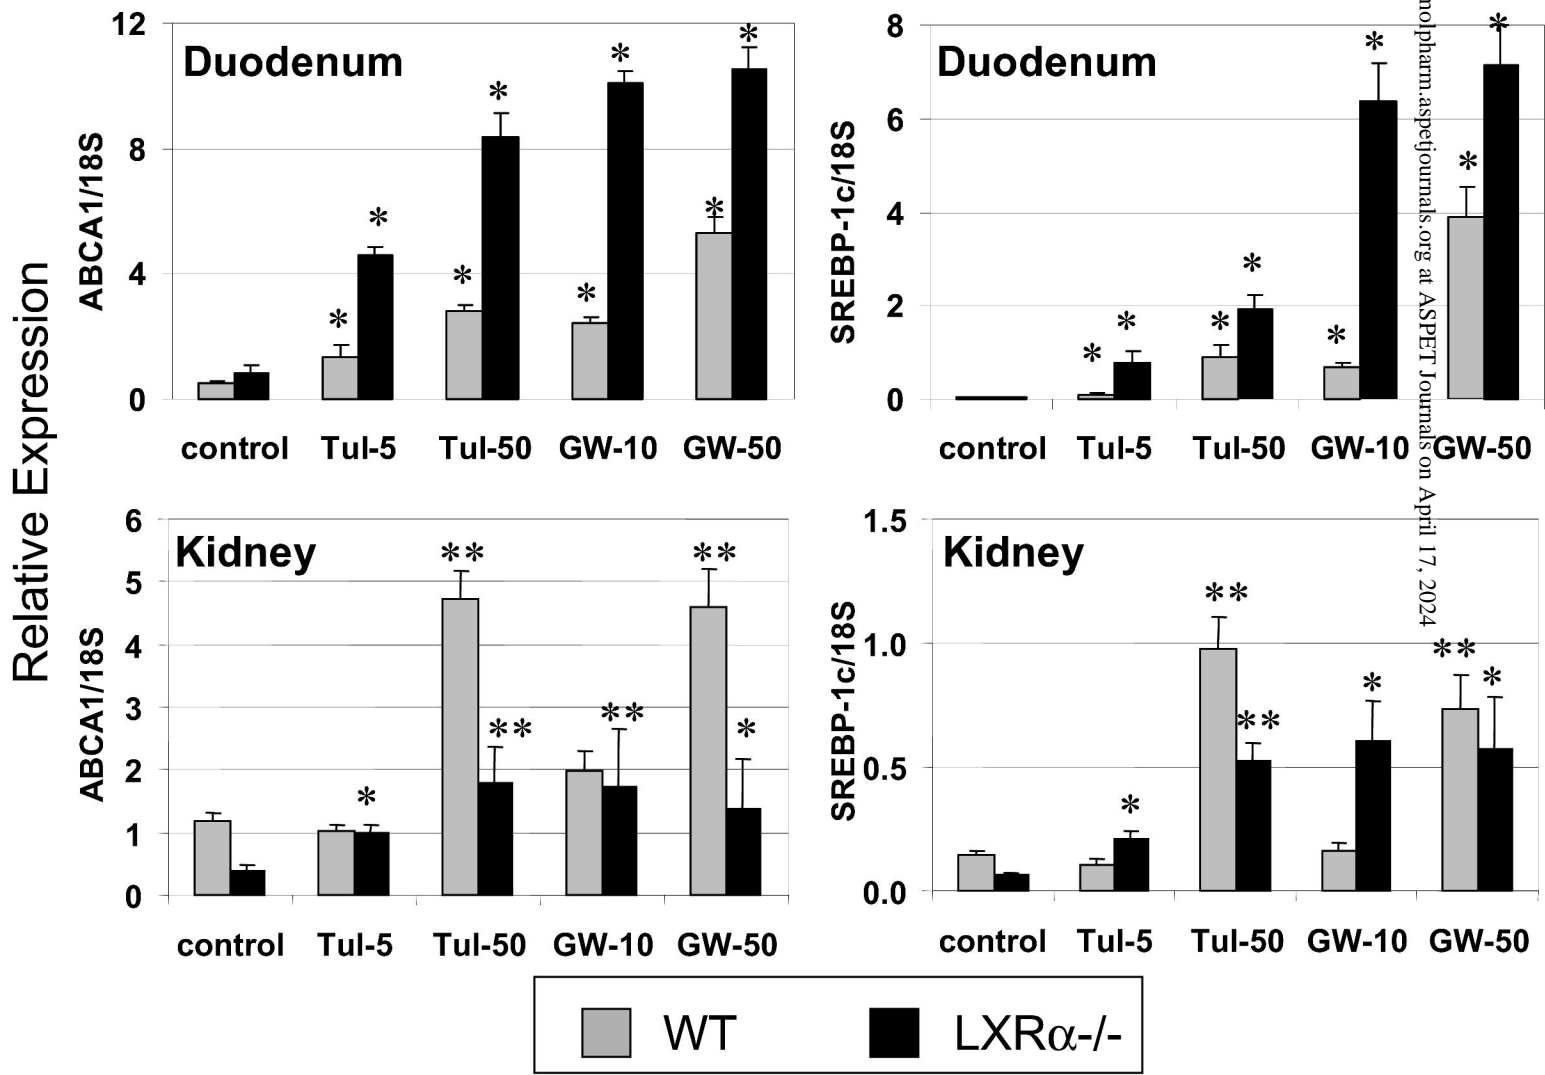 Relative Expression
Duodenum
ABCA1/18S
12
8
4
0
* * * * * * * *
control Tul-5 Tul-50 GW-10 GW-50
Duodenum
SREBP-1c/18S
8
6
4
2
0
* * * * * * * *
control Tul-5 Tul-50 GW-10 GW-50
Kidney
ABCA1/18S
6
5
4
3
2
1
0
* ** ** ** ** *
control Tul-5 Tul-50 GW-10 GW-50
Kidney
SREBP-1c/18S
1.5
1.0
0.5
0.0
* ** ** * ** *
control Tul-5 Tul-50 GW-10 GW-50
WT LXRα-/-
molpharm.aspetjournals.org at ASPET Journals on April 17, 2024